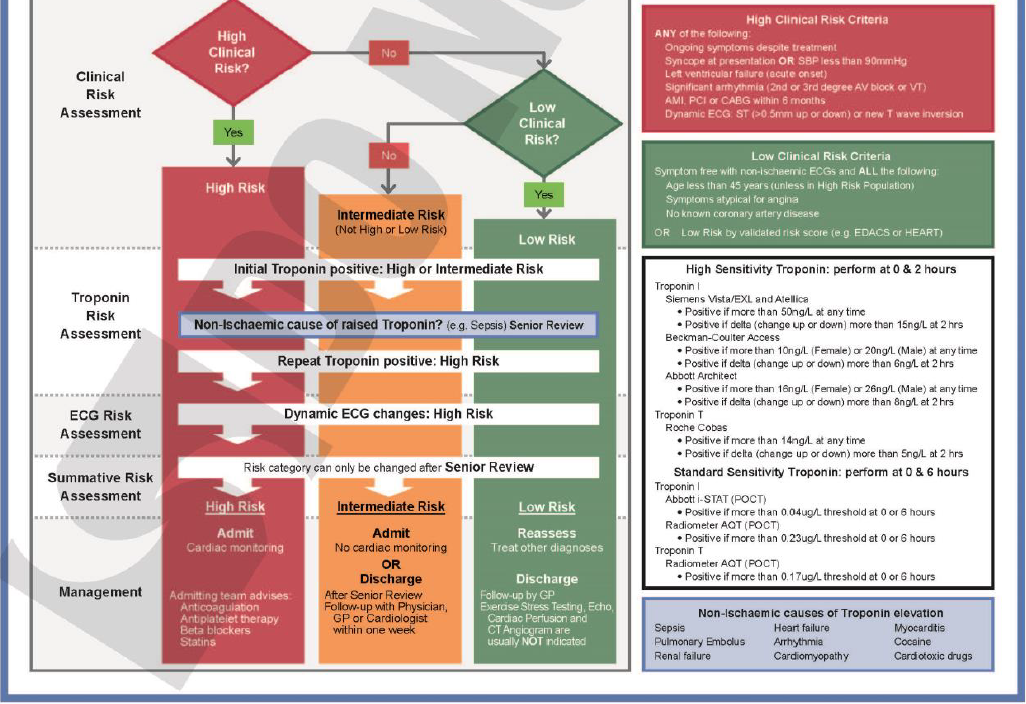 Clinical
Risk
Assessment
High
Clinical
Risk?
No
Low
Clinical
Risk?
Yes
No
Yes
High Risk
Intermediate Risk
(Not High or Low Risk)
Low Risk
Troponin
Risk
Assessment
Initial Troponin positive: High or Intermediate Risk
Non-Ischaemic cause of raised Troponin? (e.g. Sepsis) Senior Review
Repeat Troponin positive: High Risk
ECG Risk
Assessment
Dynamic ECG changes: High Risk
Summative Risk
Assessment
Risk category can only be changed after Senior Review
High Risk
Intermediate Risk
Low Risk
Management
Admit
Cardiac monitoring
Admitting team advises:
Anticoagulation
Antiplatelet therapy
Beta blockers
Statins
Admit
No cardiac monitoring
OR
Discharge
After Senior Review
Follow-up with Physician,
GP or Cardiologist
within one week
Reassess
Treat other diagnoses
Discharge
Follow-up by GP
Exercise Stress Testing, Echo,
Cardiac Perfusion and
CT Angiogram are
usually NOT indicated
High Clinical Risk Criteria
ANY of the following:
Ongoing symptoms despite treatment
Syncope at presentation OR SBP less than 90mmHg
Left ventricular failure (acute onset)
Significant arrhythmia (2nd or 3rd degree AV block or VT)
AMI, PCI or CABG within 6 months
Dynamic ECG: ST (>0.5mm up or down) or new T wave inversion
Low Clinical Risk Criteria
Symptom free with non-ischaemic ECGs and ALL the following:
Age less than 45 years (unless in High Risk Population)
Symptoms atypical for angina
No known coronary artery disease
OR Low Risk by validated risk score (e.g. EDACS or HEART)
High Sensitivity Troponin: perform at 0 & 2 hours
Troponin I
Siemens Vista/EXL and Atellica
• Positive if more than 50ng/L at any time
• Positive if delta (change up or down) more than 15ng/L at 2 hrs
Beckman-Coulter Access
• Positive if more than 10ng/L (Female) or 20ng/L (Male) at any time
• Positive if delta (change up or down) more than 6ng/L at 2 hrs
Abbott Architect
• Positive if more than 16ng/L (Female) or 26ng/L (Male) at any time
• Positive if delta (change up or down) more than 8ng/L at 2 hrs
Troponin T
Roche Cobas
• Positive if more than 14ng/L at any time
• Positive if delta (change up or down) more than 5ng/L at 2 hrs
Standard Sensitivity Troponin: perform at 0 & 6 hours
Troponin I
Abbott i-STAT (POCT)
• Positive if more than 0.04ug/L threshold at 0 or 6 hours
Radiometer AQT (POCT)
• Positive if more than 0.23ug/L threshold at 0 or 6 hours
Troponin T
Radiometer AQT (POCT)
• Positive if more than 0.17ug/L threshold at 0 or 6 hours
Non-Ischaemic causes of Troponin elevation
Sepsis Heart failure Myocarditis
Pulmonary Embolus Arrhythmia Cocaine
Renal failure Cardiomyopathy Cardiotoxic drugs